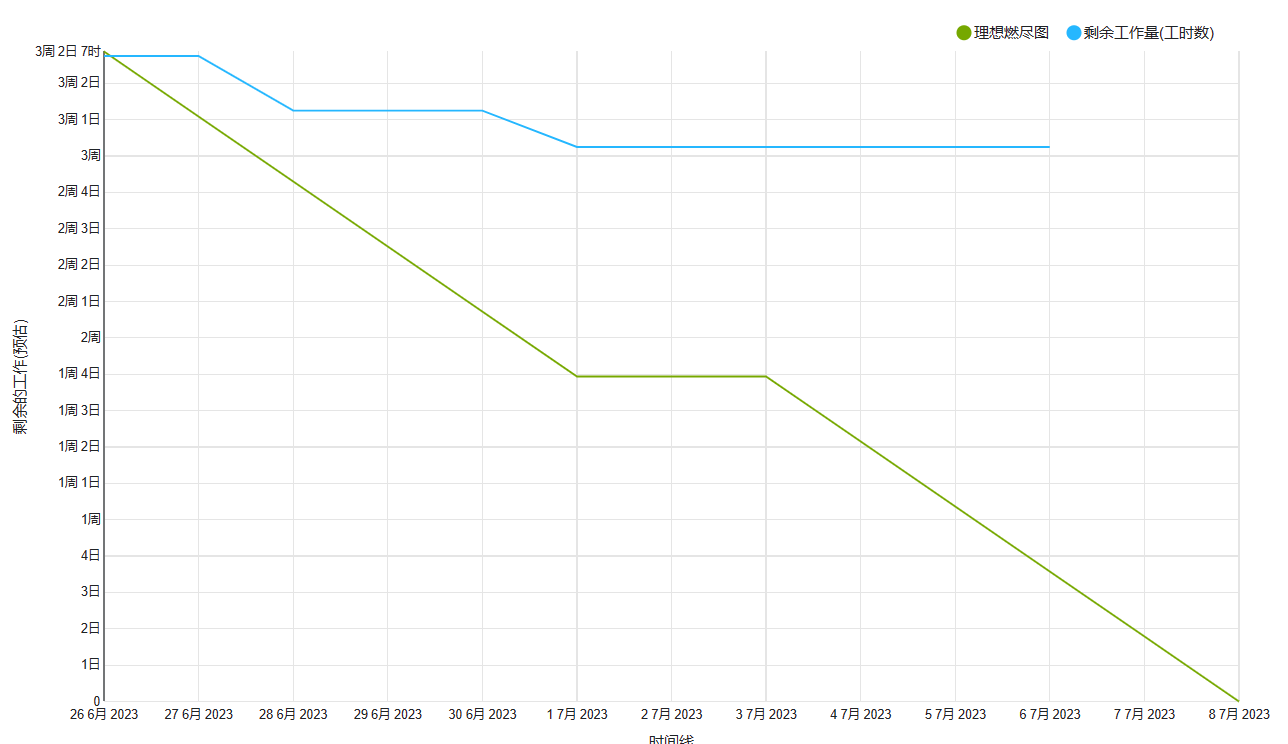 理想燃尽图 剩余工作量(工时数)
3周 2日 7时
3周 2日
3周 1日
3周
2周 4日
2周 3日
2周 2日
2周 1日
2周
1周 4日
1周 3日
1周 2日
1周 1日
1周
4日
3日
2日
1日
0
剩余的工作(预估)
26 6月 2023 27 6月 2023 28 6月 2023 29 6月 2023 30 6月 2023 1 7月 2023 2 7月 2023 3 7月 2023 4 7月 2023 5 7月 2023 6 7月 2023 7 7月 2023 8 7月 2023
时间线